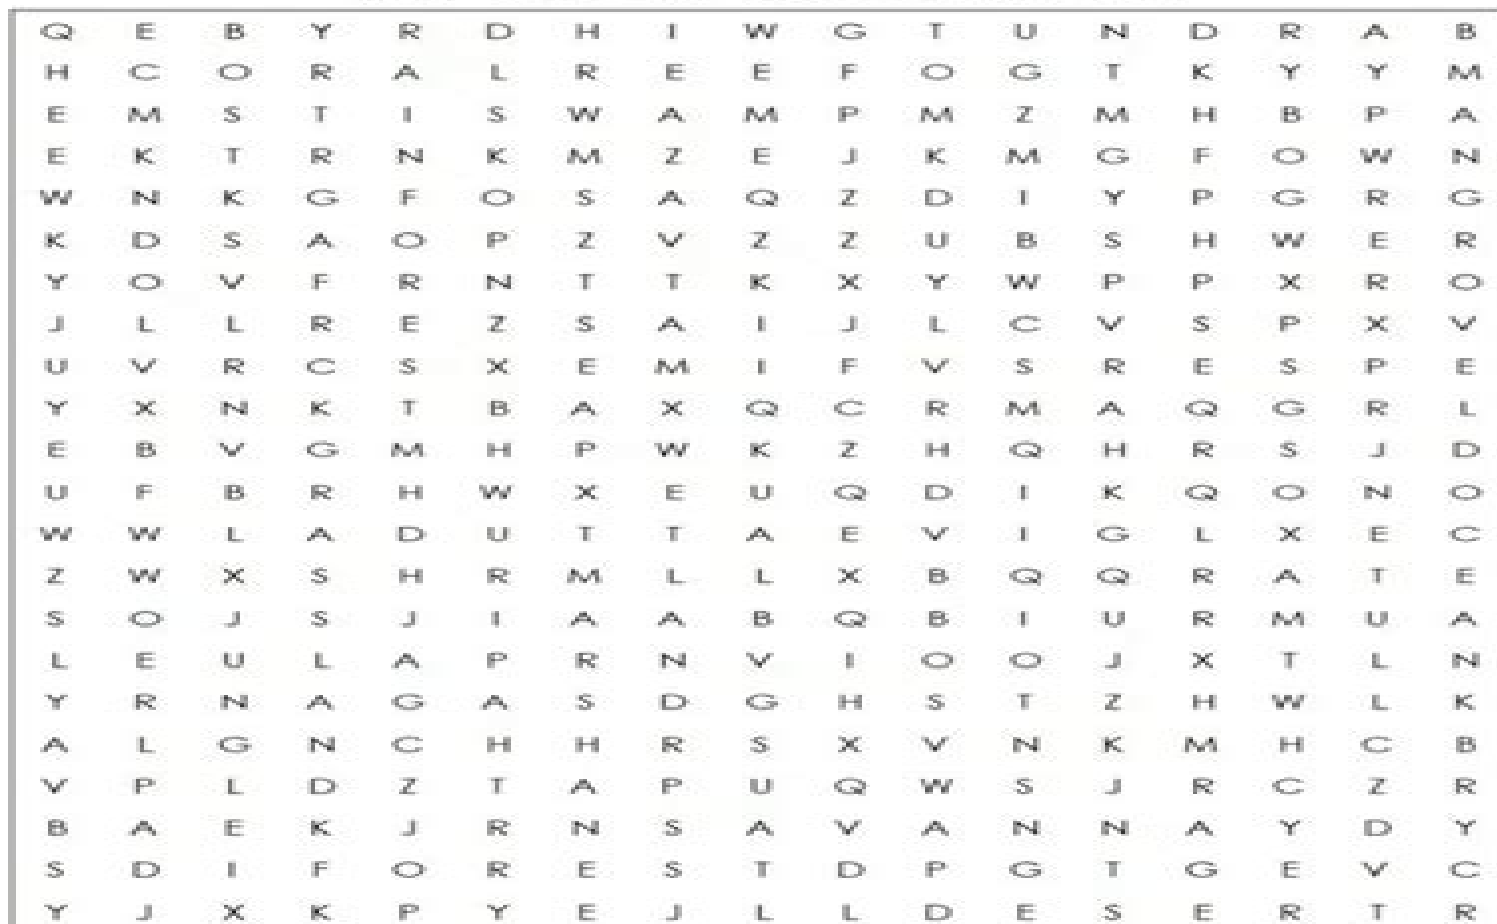 Q E B Y R D H I W G T U N D R A B
H C O R A L R E E F O G T K Y Y M
E M S T I S W A M P M Z M H B P A
E K T R N K M Z E J K M G F O W N
W N K G F O S A Q Z D I Y P G R G
K D S A O P Z V Z Z U B S H W E R
Y O V F R N T T K X Y W P P X R O
J L L R E Z S A I J L C V S P X V
U V R C S X E M I F V S R E S P E
Y X N K T B A X Q C R M A Q G R L
E B V G M H P W K Z H Q H R S J D
U F B R H W X E U Q D I K Q O N O
W W L A D U T T A E V I G L X E C
Z W X S H R M L L X B Q Q R A T E
S O J S J I A A B Q B I U R M U A
L E U L A P R N V I O O J X T L N
Y R N A G A S D G H S T Z H W L K
A L G N C H H R S X V N K M H C B
V P L D Z T A P U Q W S J R C Z R
B A E K J R N S A V A N N A Y D Y
S D I F O R E S T D P G T G E V C
Y J X K P Y E J L L D E S E R T R